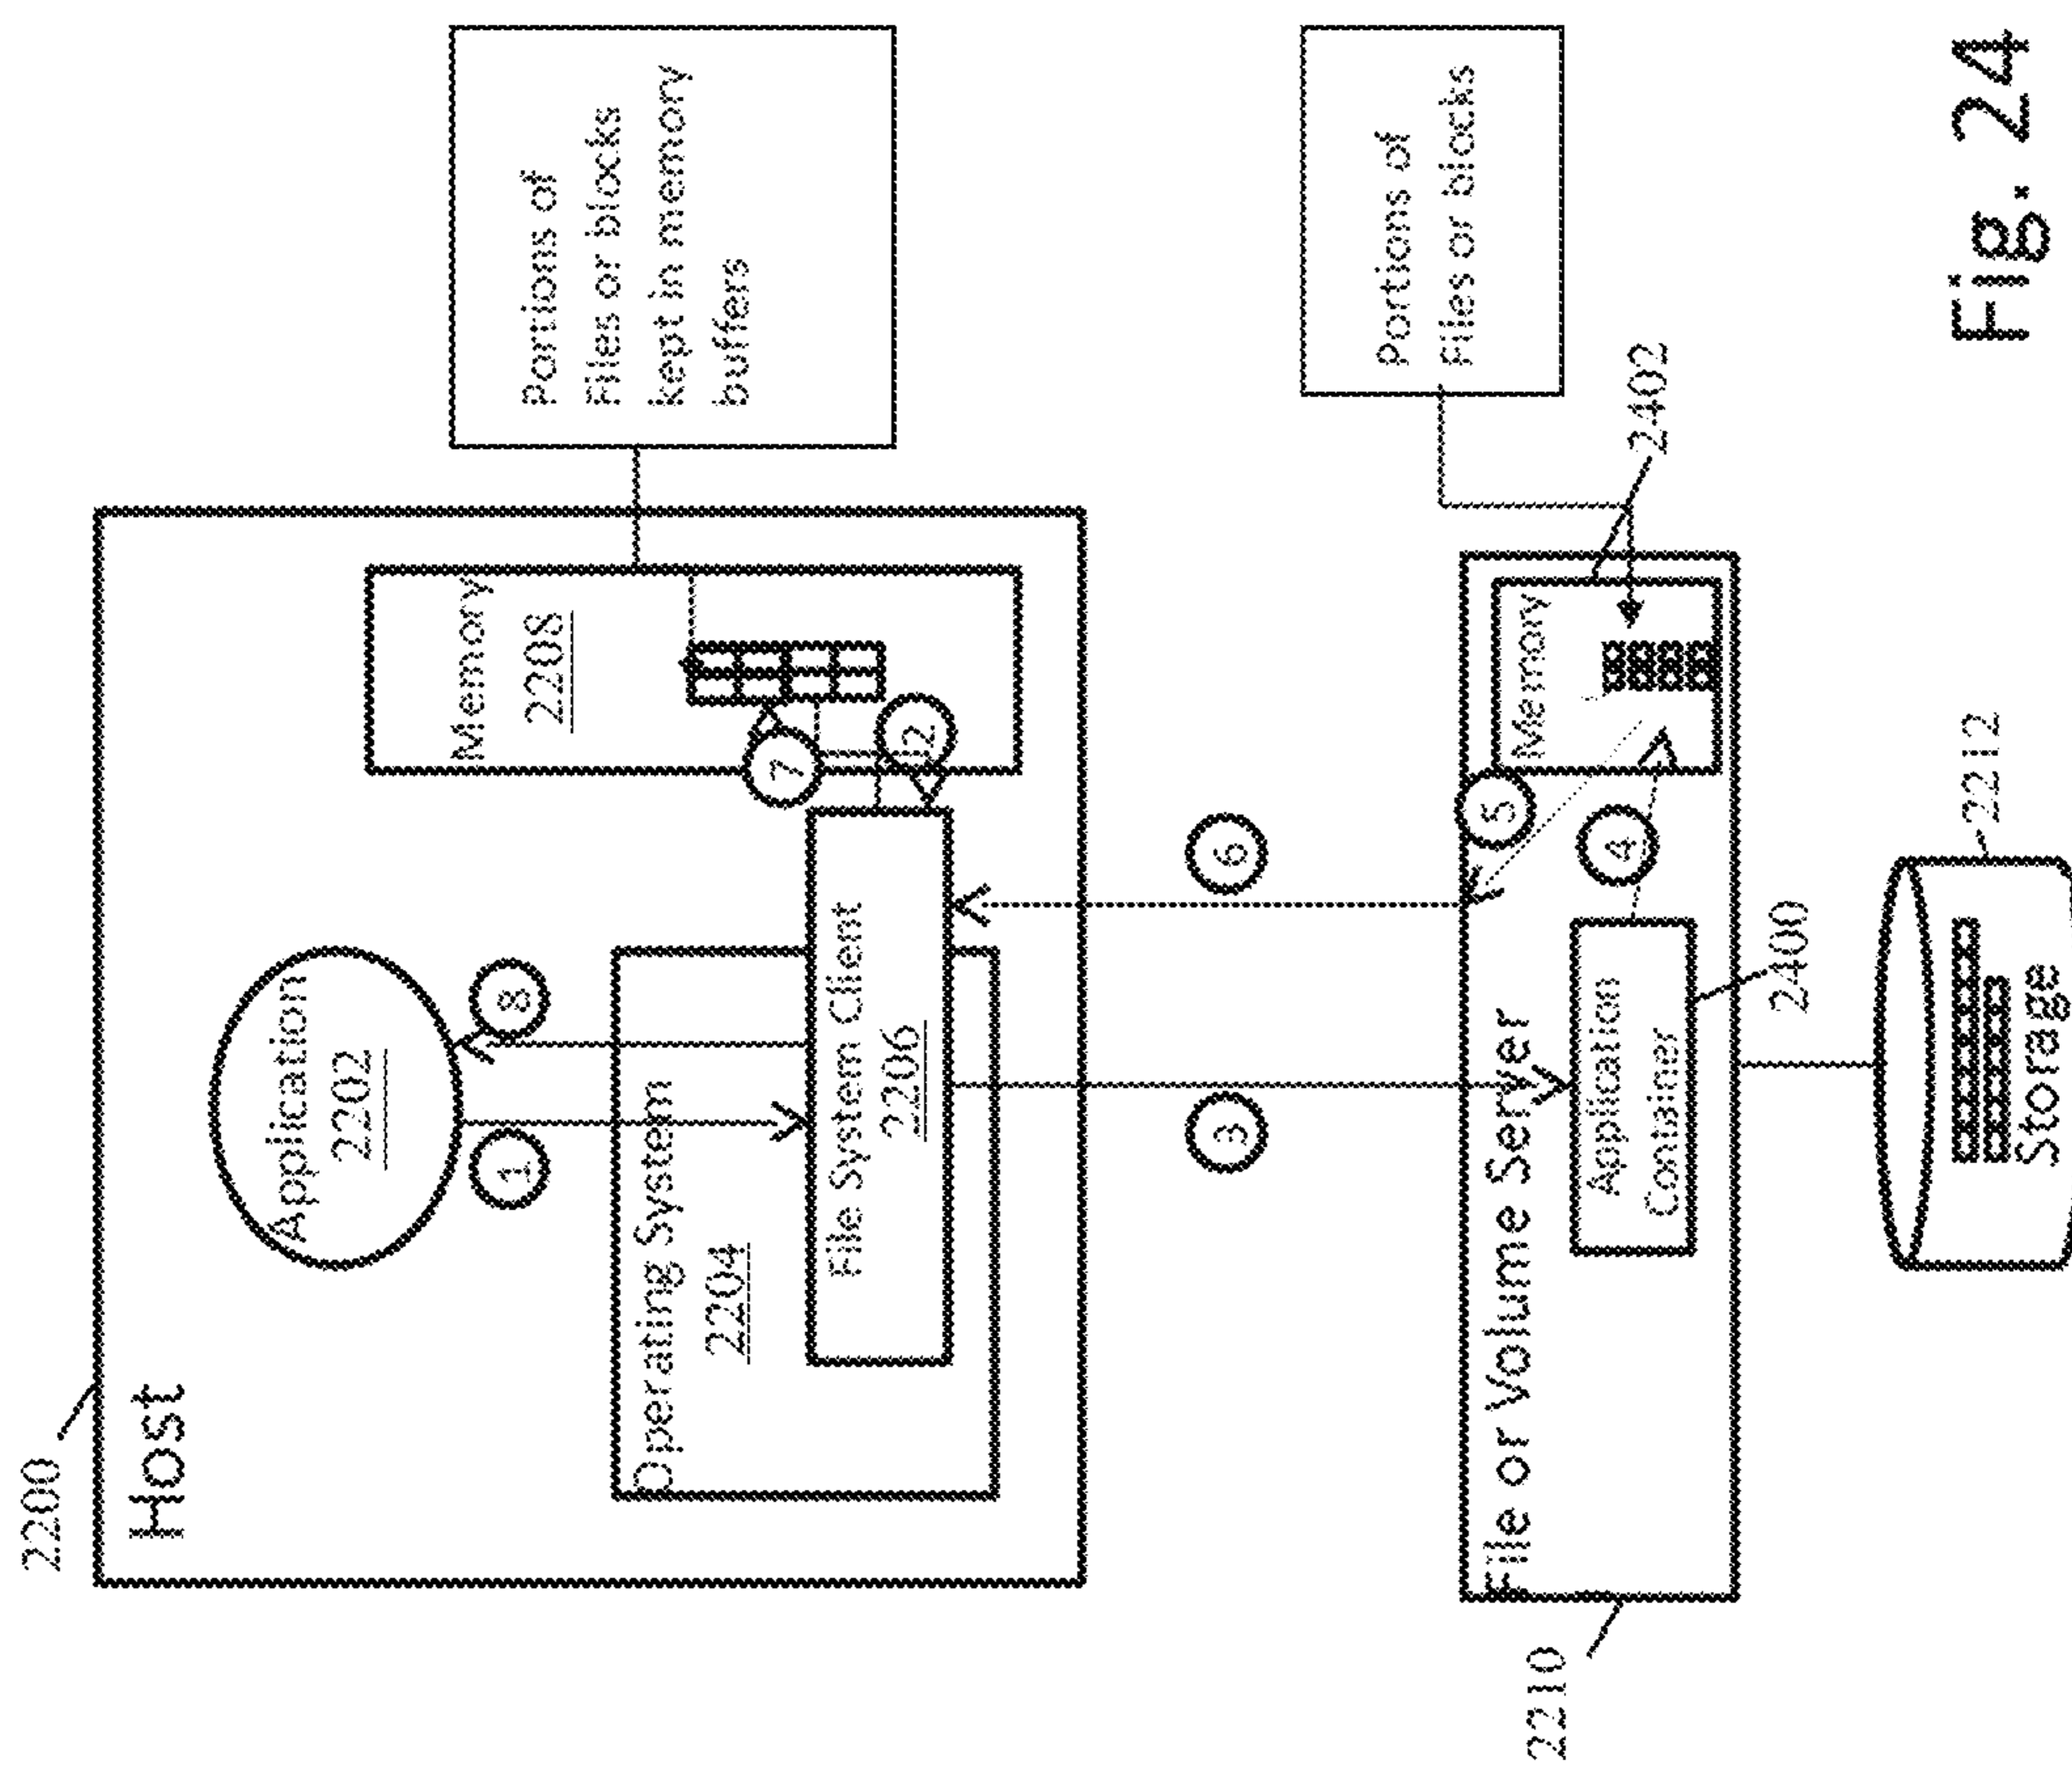 2200
Host
Application
2202
1
8
Operating System
2204
File System Client
2206
Memory
2208
7
2
Portions of
Files or blocks
kept in memory
buffers
3
6
2210
File or Volume Server
Application
Container
2400
4
5
Memory
2402
Portions of
Files or blocks
2212
Storage
Fig. 24